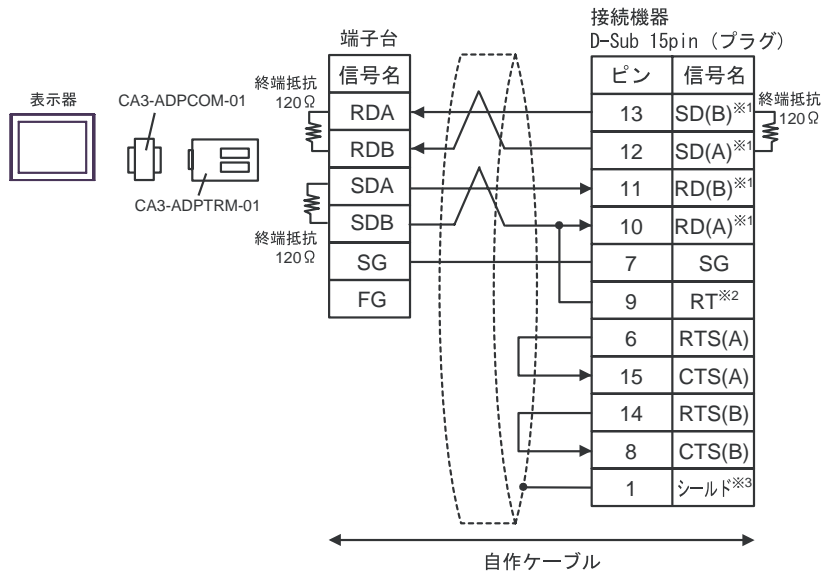 接続機器
D-Sub 15pin (プラグ)
端子台
信号名
RDA
RDB
SDA
SDB
SG
FG
終端抵抗
120Ω
終端抵抗
120Ω
表示器
CA3-ADPCOM-01
CA3-ADPTRM-01
ピン 信号名
13 SD(B)※1
12 SD(A)※1
11 RD(B)※1
10 RD(A)※1
7 SG
9 RT※2
6 RTS(A)
15 CTS(A)
14 RTS(B)
8 CTS(B)
1 シールド※3
終端抵抗
120Ω
自作ケーブル